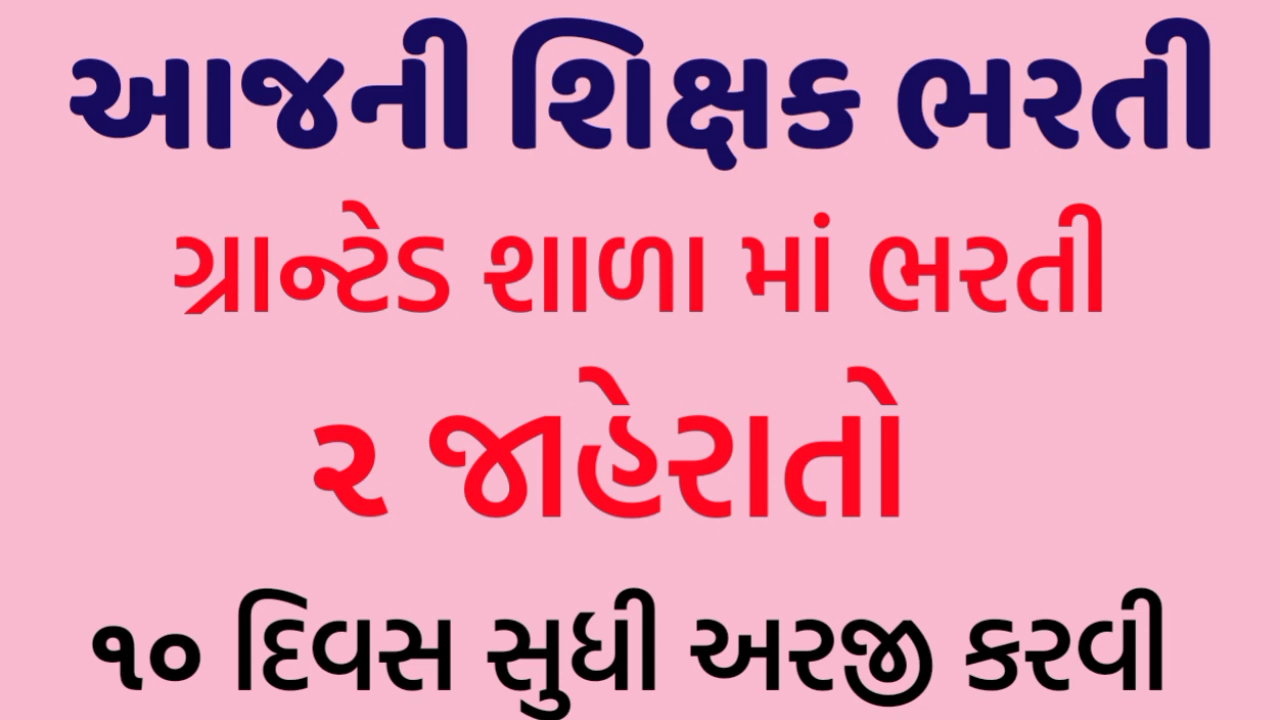 આજની શિક્ષક ભરતી
ગ્રાન્ટેડ શાળા માં ભરતી
૨ જાહેરાતો
૧૦ દિવસ સુધી અરજી કરવી